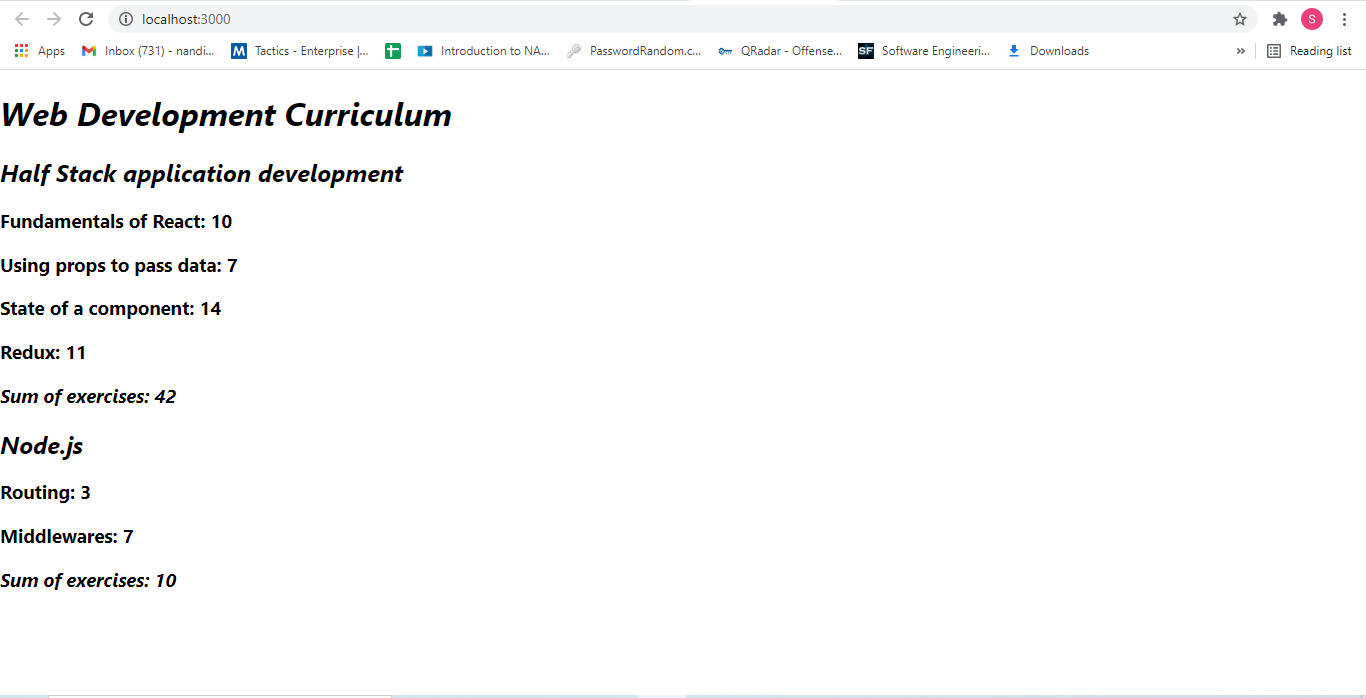 localhost:3000
S
Apps Inbox (731) - nandi... M Tactics - Enterprise |... Introduction to NA... PasswordRandom.c... QRadar - Offense... SF Software Engineeri... Downloads » Reading list
Web Development Curriculum
Half Stack application development
Fundamentals of React: 10
Using props to pass data: 7
State of a component: 14
Redux: 11
Sum of exercises: 42
Node.js
Routing: 3
Middlewares: 7
Sum of exercises: 10